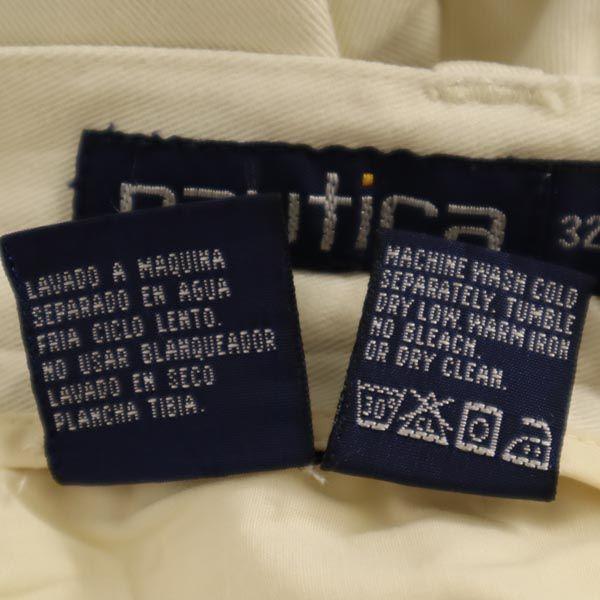 nautica
32
LAVADO A MAQUINA
SEPARADO EN AGUA
FRIA CICLO LENTO.
NO USAR BLANQUEADOR
LAVADO EN SECO
PLANCHA TIBIA.
MACHINE WASH COLD
SEPARATELY. TUMBLE
DRY LOW. WARM IRON
NO BLEACH.
OR DRY CLEAN.
30 CL